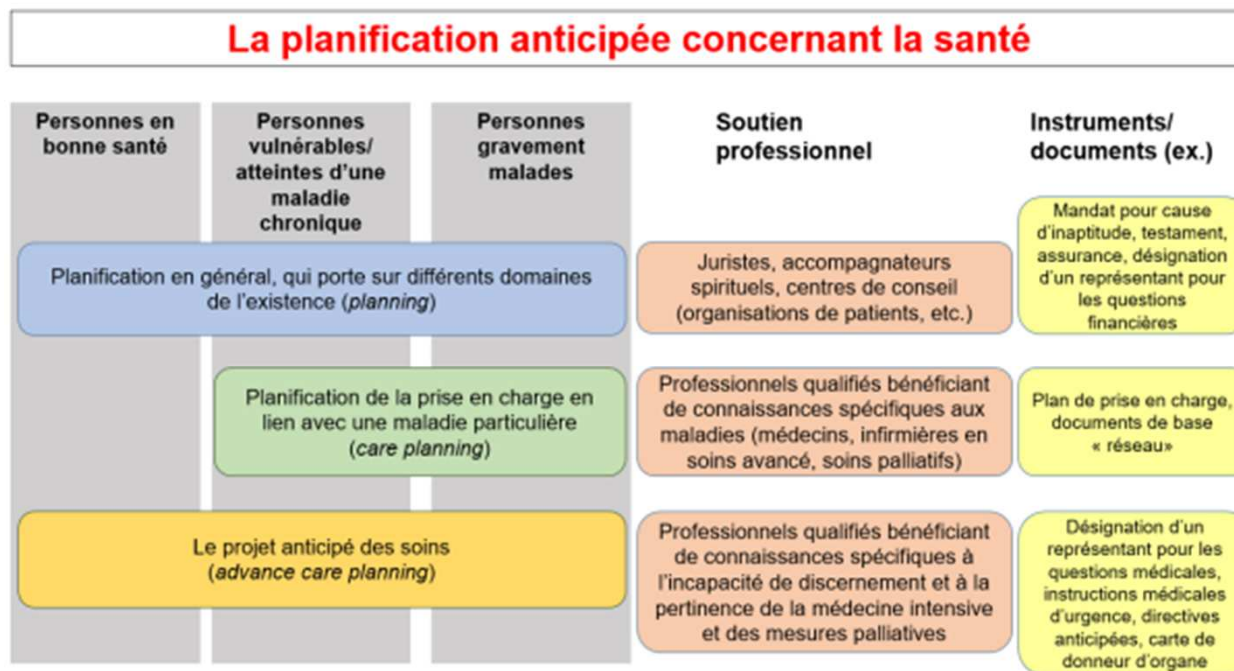 La planification anticipée concernant la santé
Personnes en
bonne santé
Personnes
vulnérables/
atteintes d'une
maladie
chronique
Personnes
gravement
malades
Soutien
professionnel
Instruments/
documents (ex.)
Planification en général, qui porte sur différents domaines
de l'existence (planning)
Juristes, accompagnateurs
spirituels, centres de conseil
(organisations de patients, etc.)
Mandat pour cause
d'inaptitude, testament,
assurance, désignation
d'un représentant pour
les questions
financières
Planification de la prise en charge en
lien avec une maladie particulière
(care planning)
Professionnels qualifiés bénéficiant
de connaissances spécifiques aux
maladies (médecins, infirmières en
soins avancé, soins palliatifs)
Plan de prise en charge,
documents de base
« réseau»
Le projet anticipé des soins
(advance care planning)
Professionnels qualifiés bénéficiant
de connaissances spécifiques à
l'incapacité de discernement et à la
pertinence de la médecine intensive
et des mesures palliatives
Désignation d'un
représentant pour les
questions médicales,
instructions médicales
d'urgence, directives
anticipées, carte de
donneur d'organe